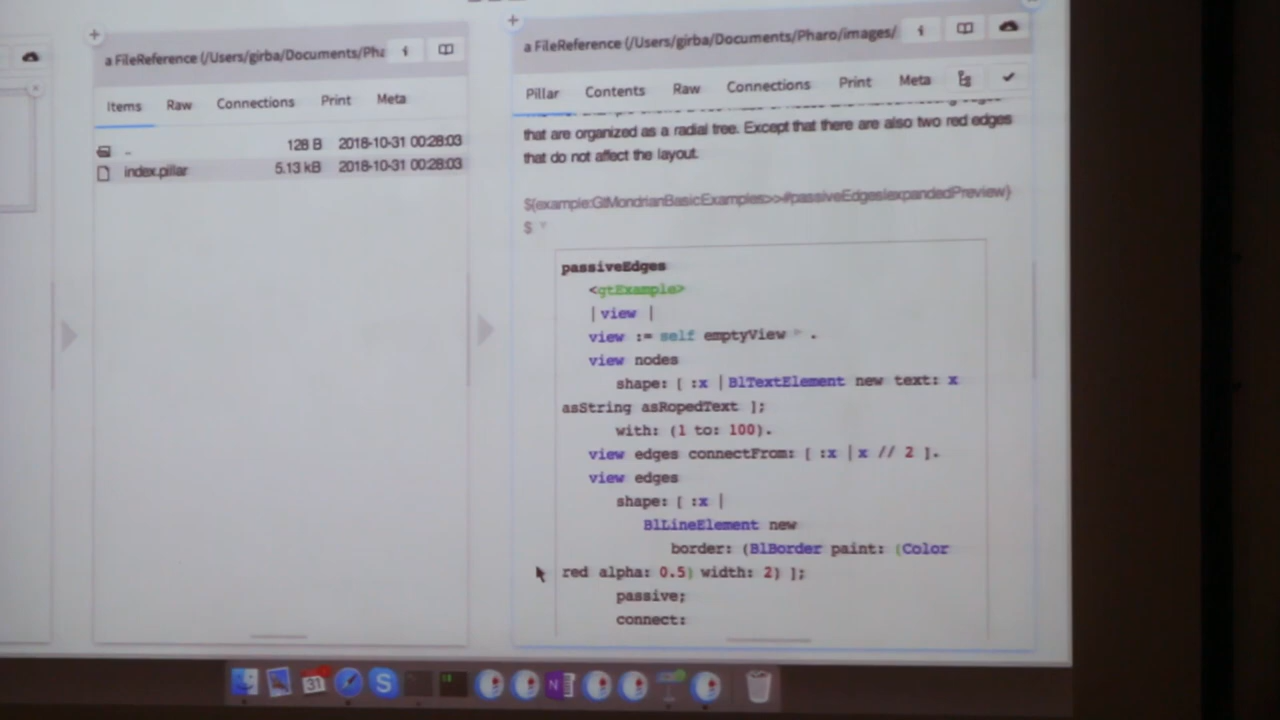 a FileReference (/Users/girba/Documents/Pha
Items Raw Connections Print Meta
.. 128 B 2018-10-31 00:28:03
index.pillar 5.13 kB 2018-10-31 00:28:03
a FileReference (/Users/girba/Documents/Pharo/images/
Pillar Contents Raw Connections Print Meta
that are organized as a radial tree. Except that there are also two red edges
that do not affect the layout.
${example:GtMondrianBasicExamples>>#passiveEdges|expandedPreview}
$
passiveEdges
<gtExample>
| view |
view := self emptyView .
view nodes
shape: [ :x | BlTextElement new text: x
asString asRopedText ];
with: (1 to: 100).
view edges connectFrom: [ :x | x // 2 ].
view edges
shape: [ :x |
BlLineElement new
border: (BlBorder paint: (Color
red alpha: 0.5) width: 2) ];
passive;
connect:
31
S
N